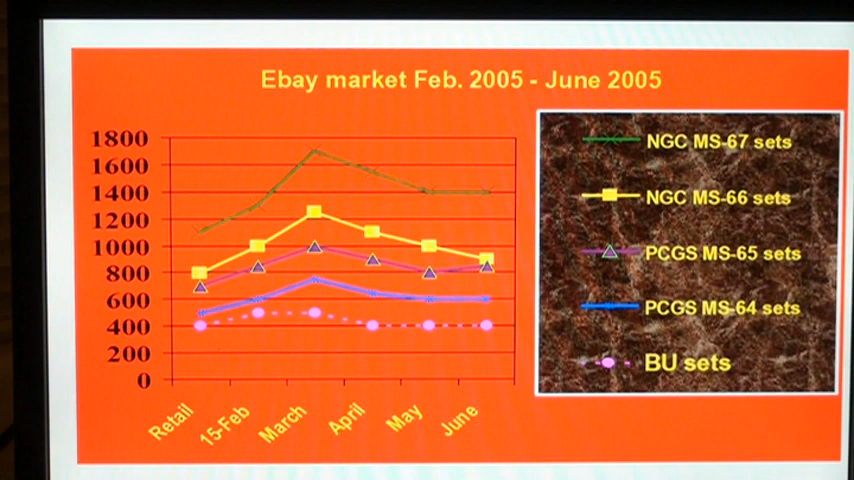 Ebay market Feb. 2005 - June 2005
1800
1600
1400
1200
1000
800
600
400
200
0
Retail
15-Feb
March
April
May
June
NGC MS-67 sets
NGC MS-66 sets
PCGS MS-65 sets
PCGS MS-64 sets
BU sets